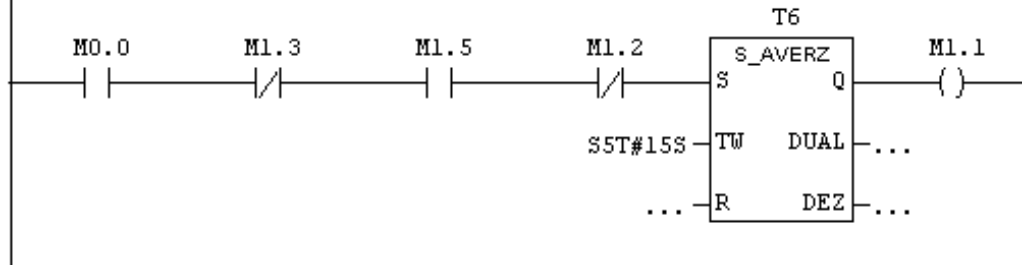 T6
M0.0 M1.3 M1.5 M1.2 M1.1
S_AVERZ
S Q
S5T#15S TW DUAL ...
... R DEZ ...